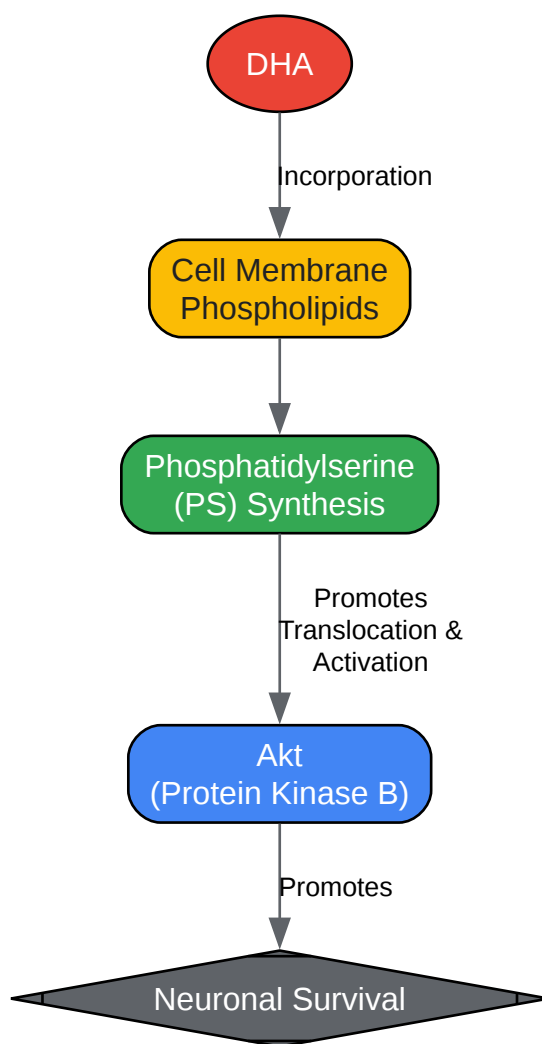 DHA
Incorporation
Cell Membrane
Phospholipids
Phosphatidylserine
(PS) Synthesis
Promotes
Translocation &
Activation
Akt
(Protein Kinase B)
Promotes
Neuronal Survival